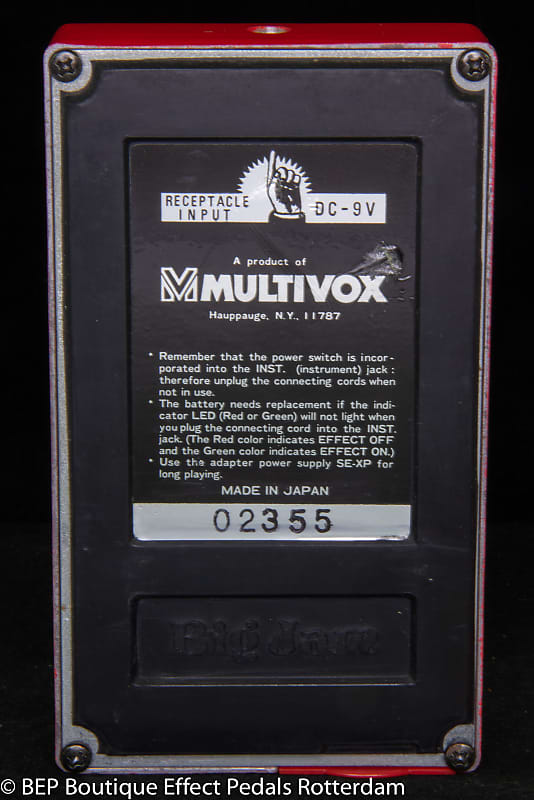 RECEPTACLE INPUT DC-9V
A product of
MULTIVOX
Hauppauge, N.Y., 11787
* Remember that the power switch is incor-
porated into the INST. (instrument) jack :
therefore unplug the connecting cords when
not in use.
* The battery needs replacement if the indi-
cator LED (Red or Green) will not light when
you plug the connecting cord into the INST.
jack. (The Red color indicates EFFECT OFF
and the Green color indicates EFFECT ON.)
* Use the adapter power supply SE-XP for
long playing.
MADE IN JAPAN
02355
Big Jam
© BEP Boutique Effect Pedals Rotterdam